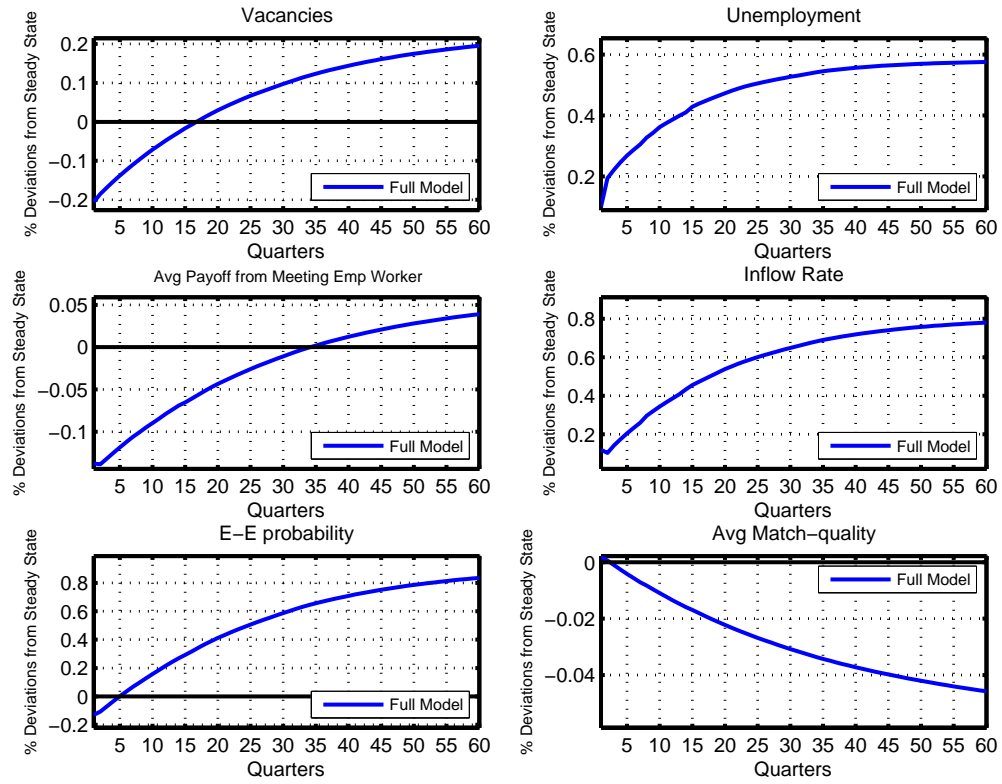 Vacancies
% Deviations from Steady State
0.2
0.1
0
−0.1
−0.2
Full Model
5 10 15 20 25 30 35 40 45 50 55 60
Quarters
Unemployment
% Deviations from Steady State
0.6
0.4
0.2
Full Model
5 10 15 20 25 30 35 40 45 50 55 60
Quarters
Avg Payoff from Meeting Emp Worker
% Deviations from Steady State
0.05
0
−0.05
−0.1
Full Model
5 10 15 20 25 30 35 40 45 50 55 60
Quarters
Inflow Rate
% Deviations from Steady State
0.8
0.6
0.4
0.2
Full Model
5 10 15 20 25 30 35 40 45 50 55 60
Quarters
E−E probability
% Deviations from Steady State
0.8
0.6
0.4
0.2
0
−0.2
Full Model
5 10 15 20 25 30 35 40 45 50 55 60
Quarters
Avg Match−quality
% Deviations from Steady State
0
−0.02
−0.04
Full Model
5 10 15 20 25 30 35 40 45 50 55 60
Quarters